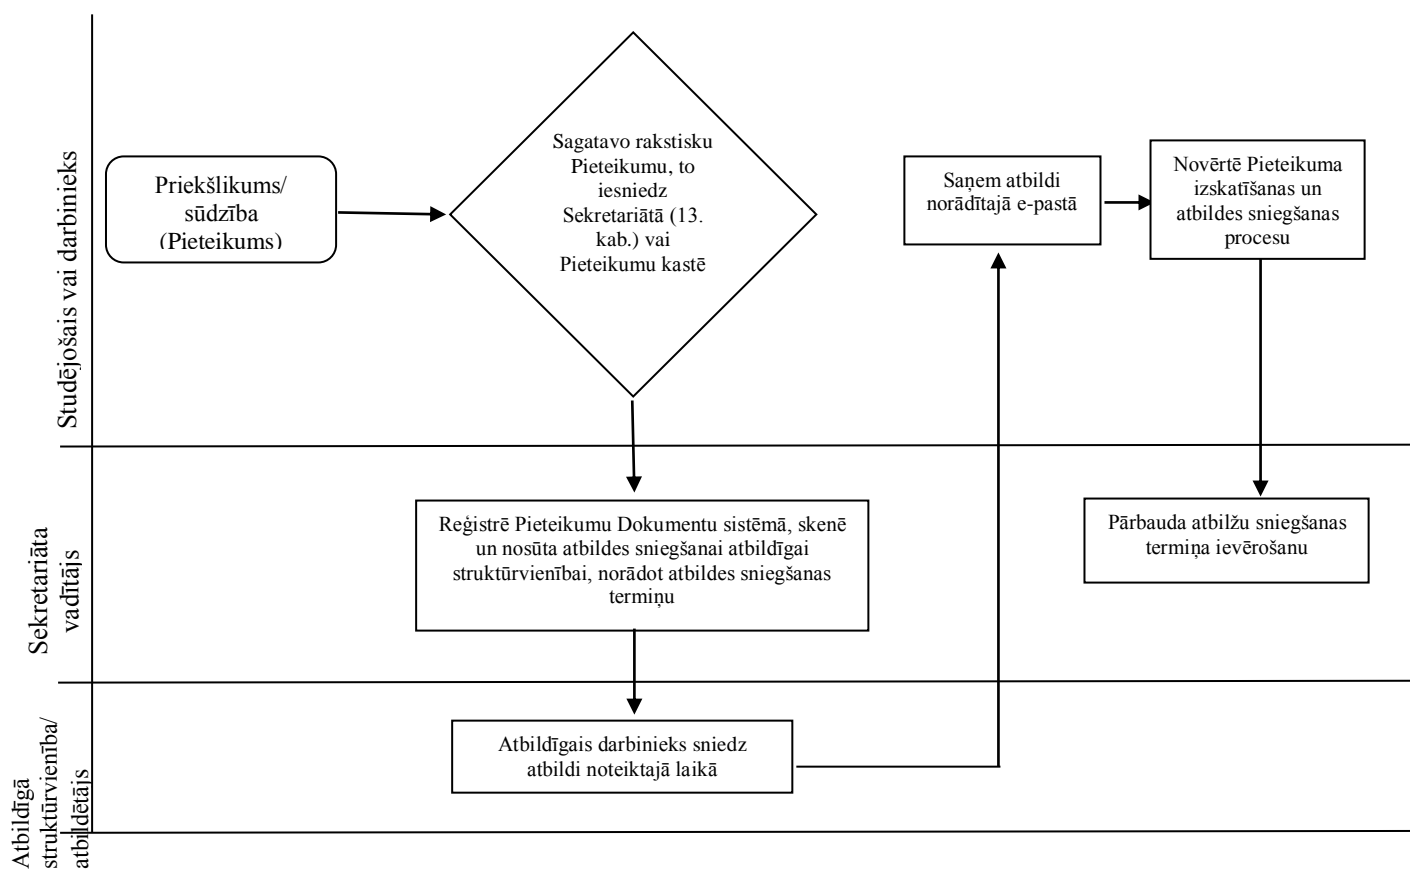 Studējošais vai darbinieks
Priekšlikums/
sūdzība
(Pieteikums)
Sagatavo rakstisku
Pieteikumu, to
iesniedz
Sekretariātā (13.
kab.) vai
Pieteikumu kastē
Saņem atbildi
norādītajā e-pastā
Novērtē Pieteikuma
izskatīšanas un
atbildes sniegšanas
procesu
Sekretariāta
vadītājs
Reģistrē Pieteikumu Dokumentu sistēmā, skenē
un nosūta atbildes sniegšanai atbildīgai
struktūrvienībai, norādot atbildes sniegšanas
termiņu
Pārbauda atbilžu sniegšanas
termiņa ievērošanu
Atbildīgā
struktūrvienība/
atbildētājs
Atbildīgais darbinieks sniedz
atbildi noteiktajā laikā